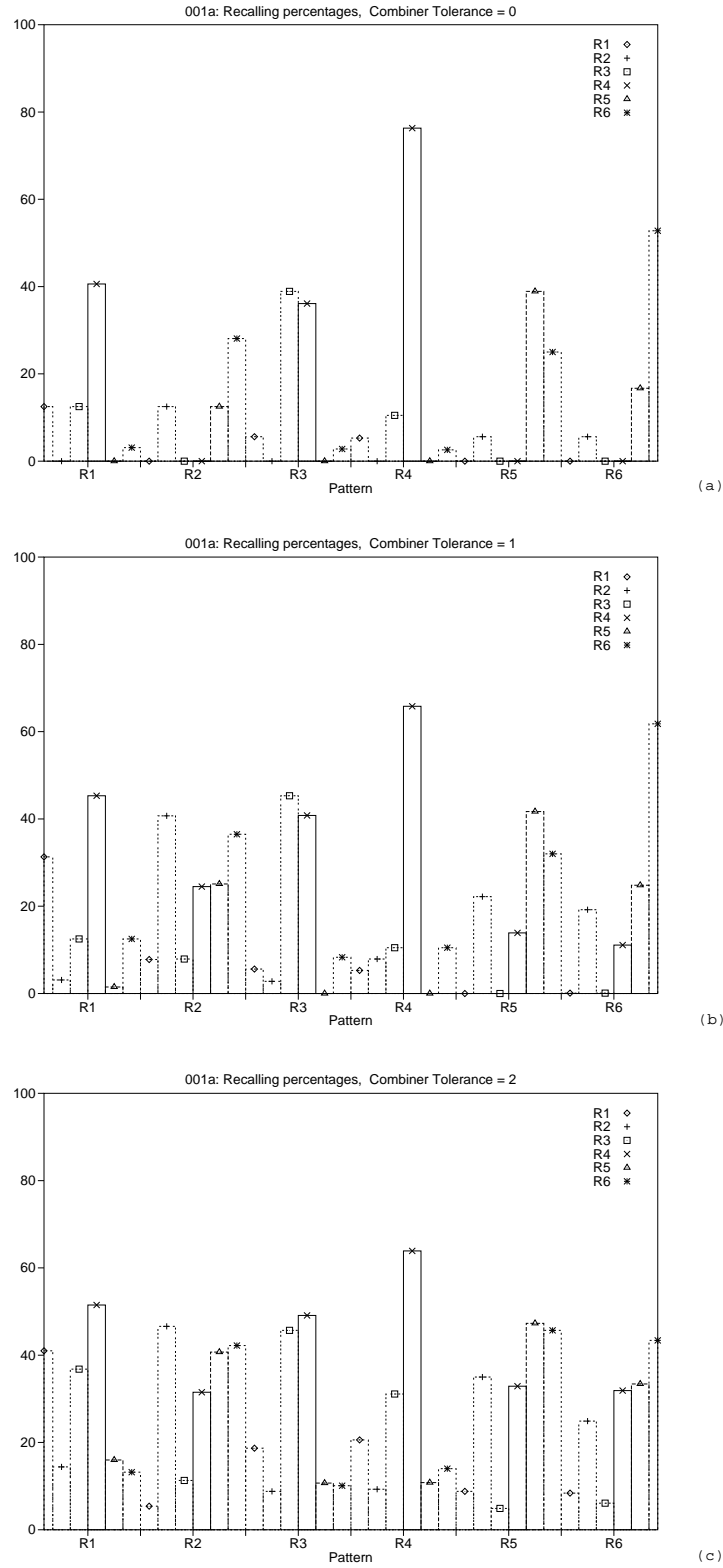 001a: Recalling percentages, Combiner Tolerance = 0
100
80
60
40
20
0
R1
R2
R3
R4
R5
R6
R1 R2 R3 R4 R5 R6
Pattern
(a)
001a: Recalling percentages, Combiner Tolerance = 1
100
80
60
40
20
0
R1
R2
R3
R4
R5
R6
R1 R2 R3 R4 R5 R6
Pattern
(b)
001a: Recalling percentages, Combiner Tolerance = 2
100
80
60
40
20
0
R1
R2
R3
R4
R5
R6
R1 R2 R3 R4 R5 R6
Pattern
(c)